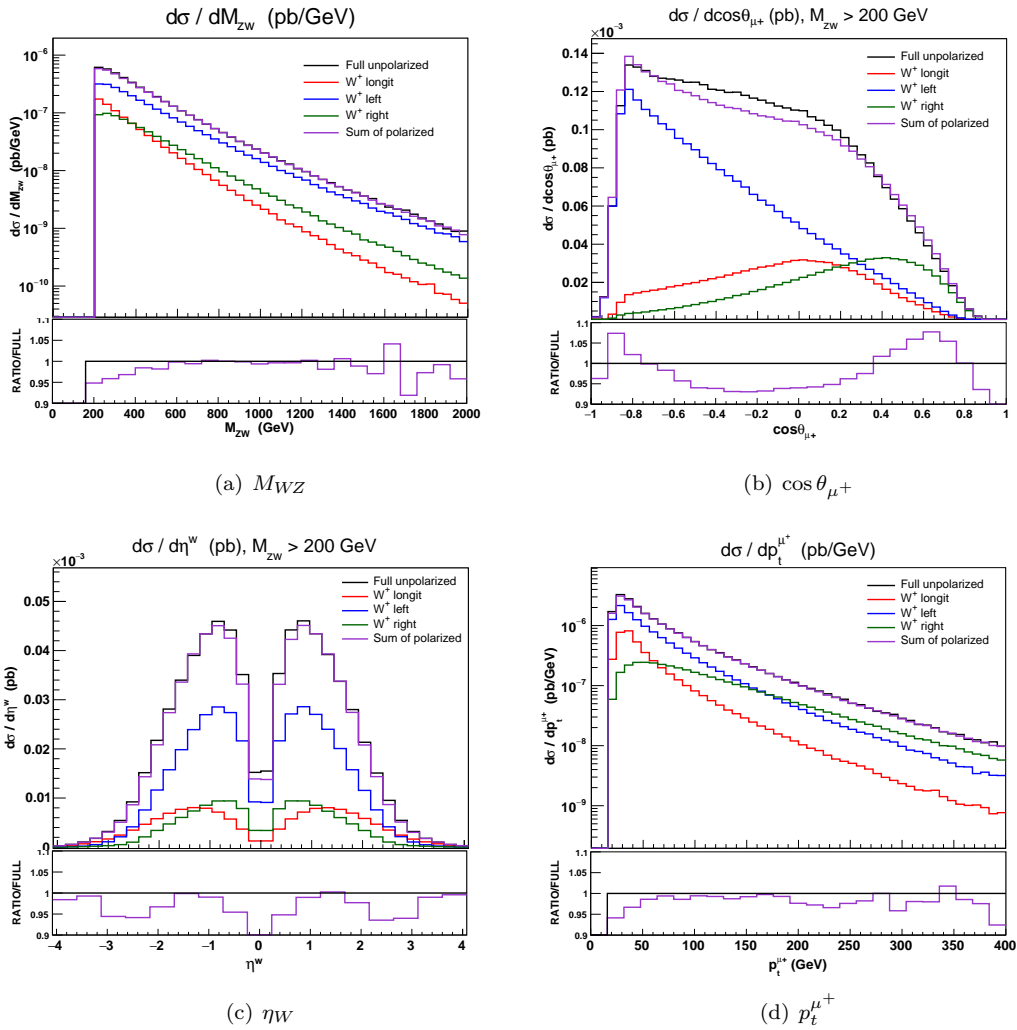 dσ / dM_zw (pb/GeV)
dσ / dM_zw (pb/GeV)
10⁻⁶
10⁻⁷
10⁻⁸
10⁻⁹
10⁻¹⁰
Full unpolarized
W⁺ longit
W⁺ left
W⁺ right
Sum of polarized
RATIO/FULL
1.1
1.05
1
0.95
0.9
0 200 400 600 800 1000 1200 1400 1600 1800 2000
M_zw (GeV)
(a) M_WZ
dσ / dcosθ_μ+ (pb), M_zw > 200 GeV
×10⁻³
dσ / dcosθ_μ+ (pb)
0.14
0.12
0.1
0.08
0.06
0.04
0.02
Full unpolarized
W⁺ longit
W⁺ left
W⁺ right
Sum of polarized
RATIO/FULL
1.1
1.05
1
0.95
0.9
−1 −0.8 −0.6 −0.4 −0.2 0 0.2 0.4 0.6 0.8 1
cosθ_μ+
(b) cos θ_μ+
dσ / dη^w (pb), M_zw > 200 GeV
×10⁻³
dσ / dη^w (pb)
0.05
0.04
0.03
0.02
0.01
0
Full unpolarized
W⁺ longit
W⁺ left
W⁺ right
Sum of polarized
RATIO/FULL
1.1
1.05
1
0.95
0.9
−4 −3 −2 −1 0 1 2 3 4
η^w
(c) η_W
dσ / dp_t^μ+ (pb/GeV)
dσ / dp_t^μ+ (pb/GeV)
10⁻⁶
10⁻⁷
10⁻⁸
10⁻⁹
Full unpolarized
W⁺ longit
W⁺ left
W⁺ right
Sum of polarized
RATIO/FULL
1.1
1.05
1
0.95
0.9
0 50 100 150 200 250 300 350 400
p_t^μ+ (GeV)
(d) p_t^μ+